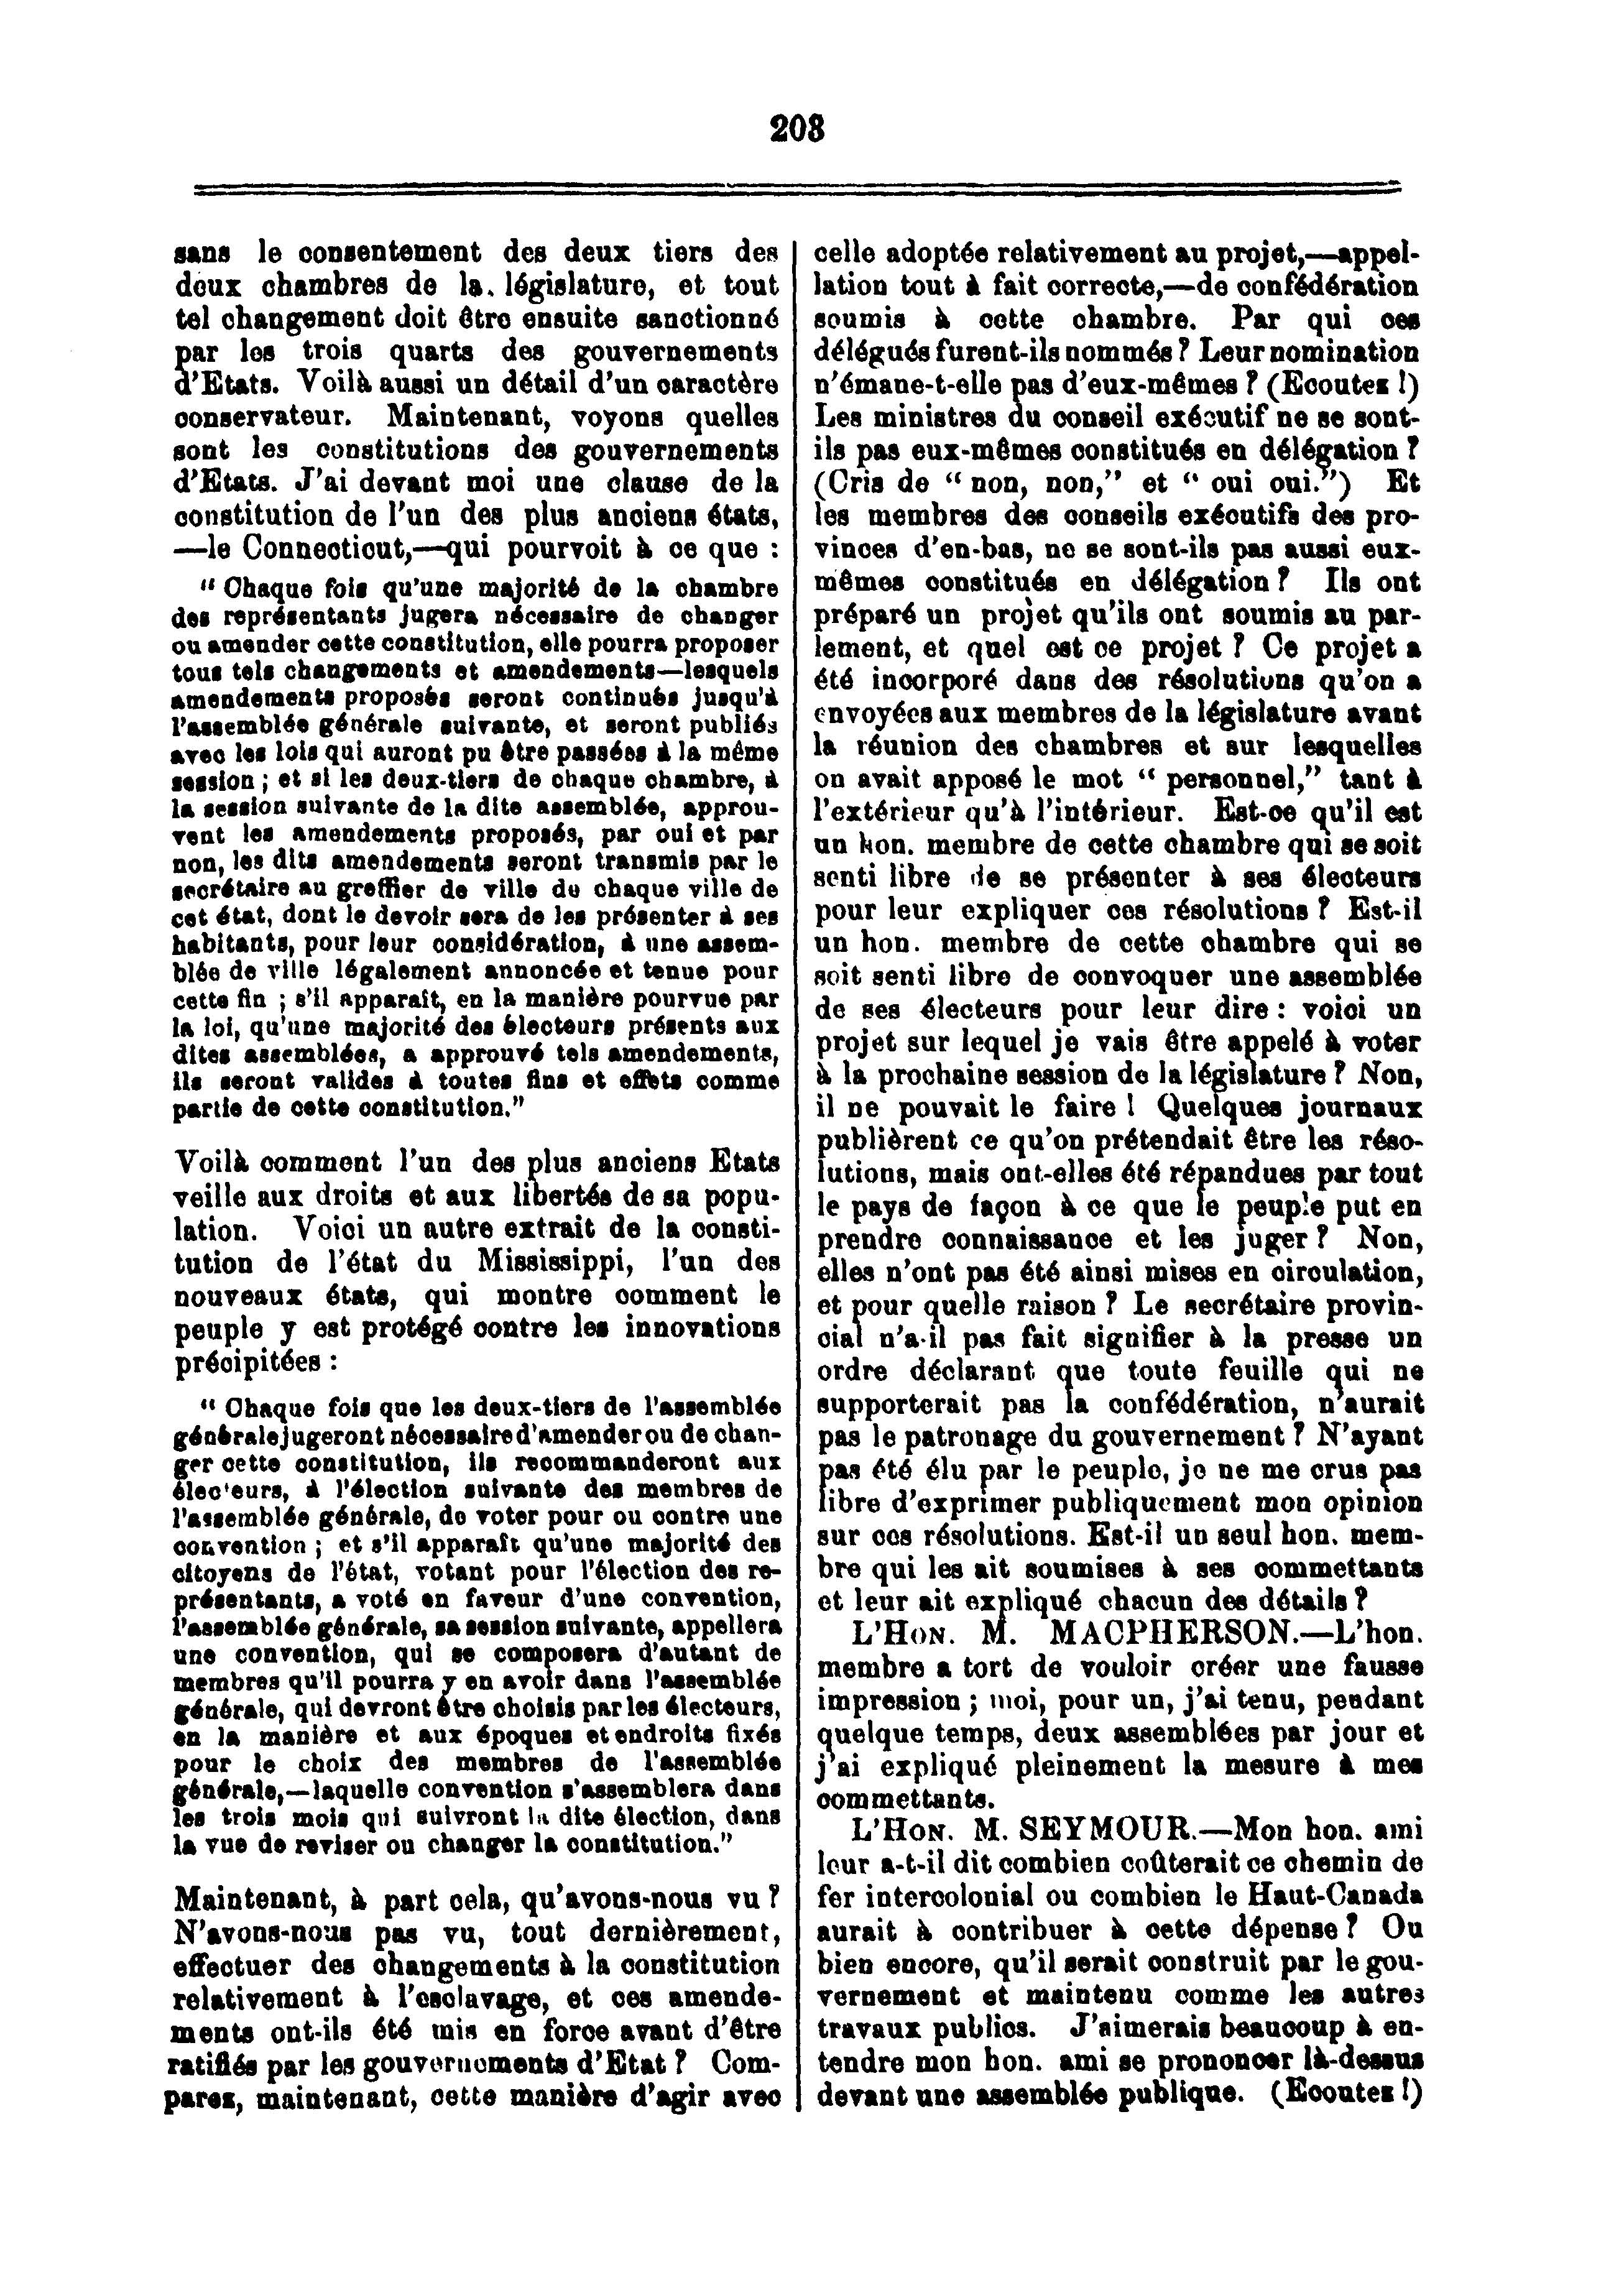 208
sans le consentement des deux tiers des
deux chambres de la législature, et tout
tel changement doit être ensuite sanctionné
par les trois quarts des gouvernements
d'Etats. Voilà aussi un détail d'un caractère
conservateur. Maintenant, voyons quelles
sont les constitutions des gouvernements
d'Etats. J'ai devant moi une clause de la
constitution de l'un des plus anciens états,
—le Connecticut,—qui pourvoit à ce que :
“ Chaque fois qu'une majorité de la chambre
des représentants jugera nécessaire de changer
ou amender cette constitution, elle pourra proposer
tous tels changements et amendements—lesquels
amendements proposés seront continués jusqu'à
l'assemblée générale suivante, et seront publiés
avec les lois qui auront pu être passées à la même
session ; et si les deux-tiers de chaque chambre, à
la session suivante de la dite assemblée, approu-
vent les amendements proposés, par oui et par
non, les dits amendements seront transmis par le
secrétaire au greffier de ville de chaque ville de
cet état, dont le devoir sera de les présenter à ses
habitants, pour leur considération, à une assem-
blée de ville légalement annoncée et tenue pour
cette fin ; s'il apparait, en la manière pourvue par
la loi, qu'une majorité des électeurs présents aux
dites assemblées, a approuvé tels amendements,
ils seront valides à toutes fins et effets comme
partie de cette constitution.”
Voilà comment l'un des plus anciens Etats
veille aux droits et aux libertés de sa popu-
lation. Voici un autre extrait de la consti-
tution de l'état du Mississippi, l'un des
nouveaux états, qui montre comment le
peuple y est protégé contre les innovations
précipitées :
“ Chaque fois que les deux-tiers de l'assemblée
générale jugeront nécessaire d'amender ou de chan-
ger cette constitution, ils recommanderont aux
électeurs, à l'élection suivante des membres de
l'assemblée générale, de voter pour ou contre une
convention ; et s'il apparaît qu'une majorité des
citoyens de l'état, votant pour l'élection des re-
présentants, a voté en faveur d'une convention,
l'assemblée générale, sa session suivante, appellera
une convention, qui se composera d'autant de
membres qu'il pourra y en avoir dans l'assemblée
générale, qui devront être choisis par les électeurs,
en la manière et aux époques et endroits fixés
pour le choix des membres de l'assemblée
générale,—laquelle convention s'assemblera dans
les trois mois qui suivront la dite élection, dans
la vue de reviser ou changer la constitution.”
Maintenant, à part cela, qu'avons-nous vu ?
N'avons-nous pas vu, tout dernièrement,
effectuer des changements à la constitution
relativement à l'esclavage, et ces amende-
ments ont-ils été mis en force avant d'être
ratifiés par les gouvernements d'Etat ? Com-
parez, maintenant, cette manière d'agir avec
celle adoptée relativement au projet,—appel-
lation tout à fait correcte,—de confédération
soumis à cette chambre. Par qui ces
délégués furent-ils nommés ? Leur nomination
n'émane-t-elle pas d'eux-mêmes ? (Ecoutez !)
Les ministres du conseil exécutif ne se sont-
ils pas eux-mêmes constitués en délégation ?
(Cris de “ non, non,” et “ oui oui.”) Et
les membres des conseils exécutifs des pro-
vinces d'en-bas, ne se sont-ils pas aussi eux-
mêmes constitués en délégation ? Ils ont
préparé un projet qu'ils ont soumis au par-
lement, et quel est ce projet ? Ce projet a
été incorporé dans des résolutions qu'on a
envoyées aux membres de la législature avant
la réunion des chambres et sur lesquelles
on avait apposé le mot “ personnel,” tant à
l'extérieur qu'à l'intérieur. Est-ce qu'il est
un hon. membre de cette chambre qui se soit
senti libre de se présenter à ses électeurs
pour leur expliquer ces résolutions ? Est-il
un hon. membre de cette chambre qui se
soit senti libre de convoquer une assemblée
de ses électeurs pour leur dire : voici un
projet sur lequel je vais être appelé à voter
à la prochaine session de la législature ? Non,
il ne pouvait le faire ! Quelques journaux
publièrent ce qu'on prétendait être les réso-
lutions, mais ont-elles été répandues par tout
le pays de façon à ce que le peuple put en
prendre connaissance et les juger ? Non,
elles n'ont pas été ainsi mises en circulation,
et pour quelle raison ? Le secrétaire provin-
cial n'a-il pas fait signifier à la presse un
ordre déclarant que toute feuille qui ne
supporterait pas la confédération, n'aurait
pas le patronage du gouvernement ? N'ayant
pas été élu par le peuple, je ne me crus pas
libre d'exprimer publiquement mon opinion
sur ces résolutions. Est-il un seul hon. mem-
bre qui les ait soumises à ses commettants
et leur ait expliqué chacun des détails ?
L'HON. M. MACPHERSON.—L'hon.
membre a tort de vouloir créer une fausse
impression ; moi, pour un, j'ai tenu, pendant
quelque temps, deux assemblées par jour et
j'ai expliqué pleinement la mesure à mes
commettants.
L'HON. M. SEYMOUR.—Mon hon. ami
leur a-t-il dit combien coûterait ce chemin de
fer intercolonial ou combien le Haut-Canada
aurait à contribuer à cette dépense ? Ou
bien encore, qu'il serait construit par le gou-
vernement et maintenu comme les autres
travaux publics. J'aimerais beaucoup à en-
tendre mon hon. ami se prononcer là-dessus
devant une assemblée publique. (Ecoutez !)